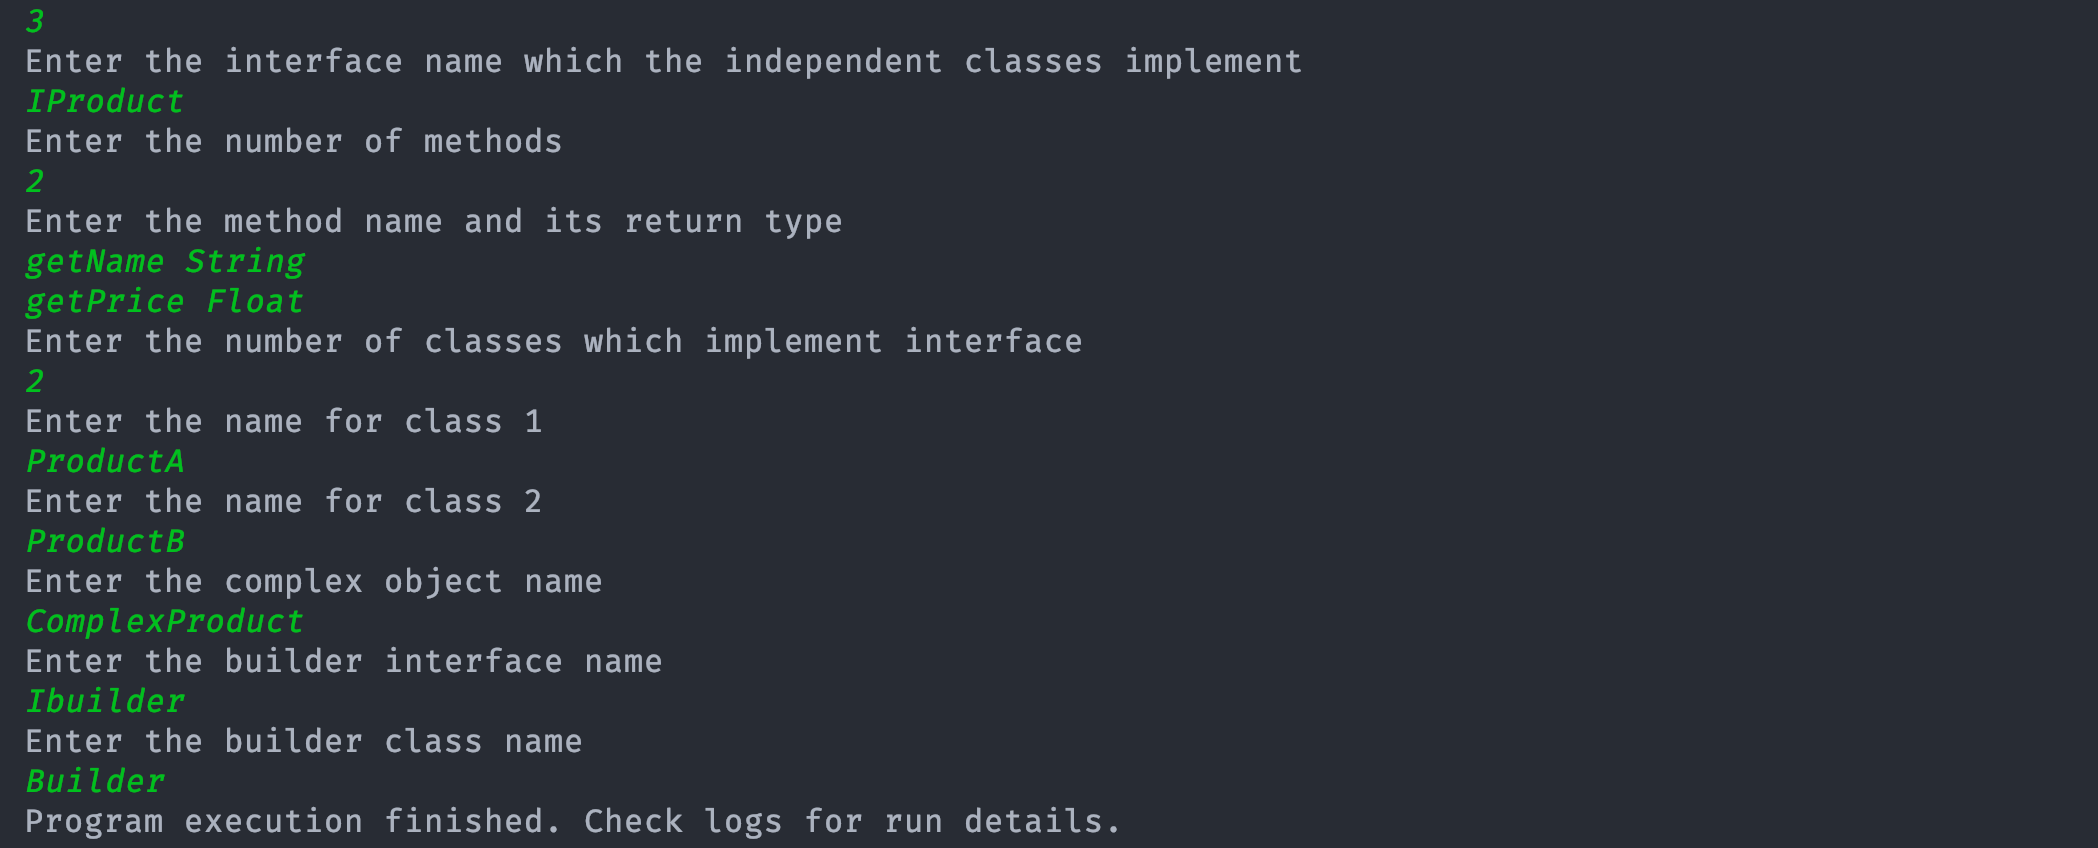 3
Enter the interface name which the independent classes implement
IProduct
Enter the number of methods
2
Enter the method name and its return type
getName String
getPrice Float
Enter the number of classes which implement interface
2
Enter the name for class 1
ProductA
Enter the name for class 2
ProductB
Enter the complex object name
ComplexProduct
Enter the builder interface name
Ibuilder
Enter the builder class name
Builder
Program execution finished. Check logs for run details.